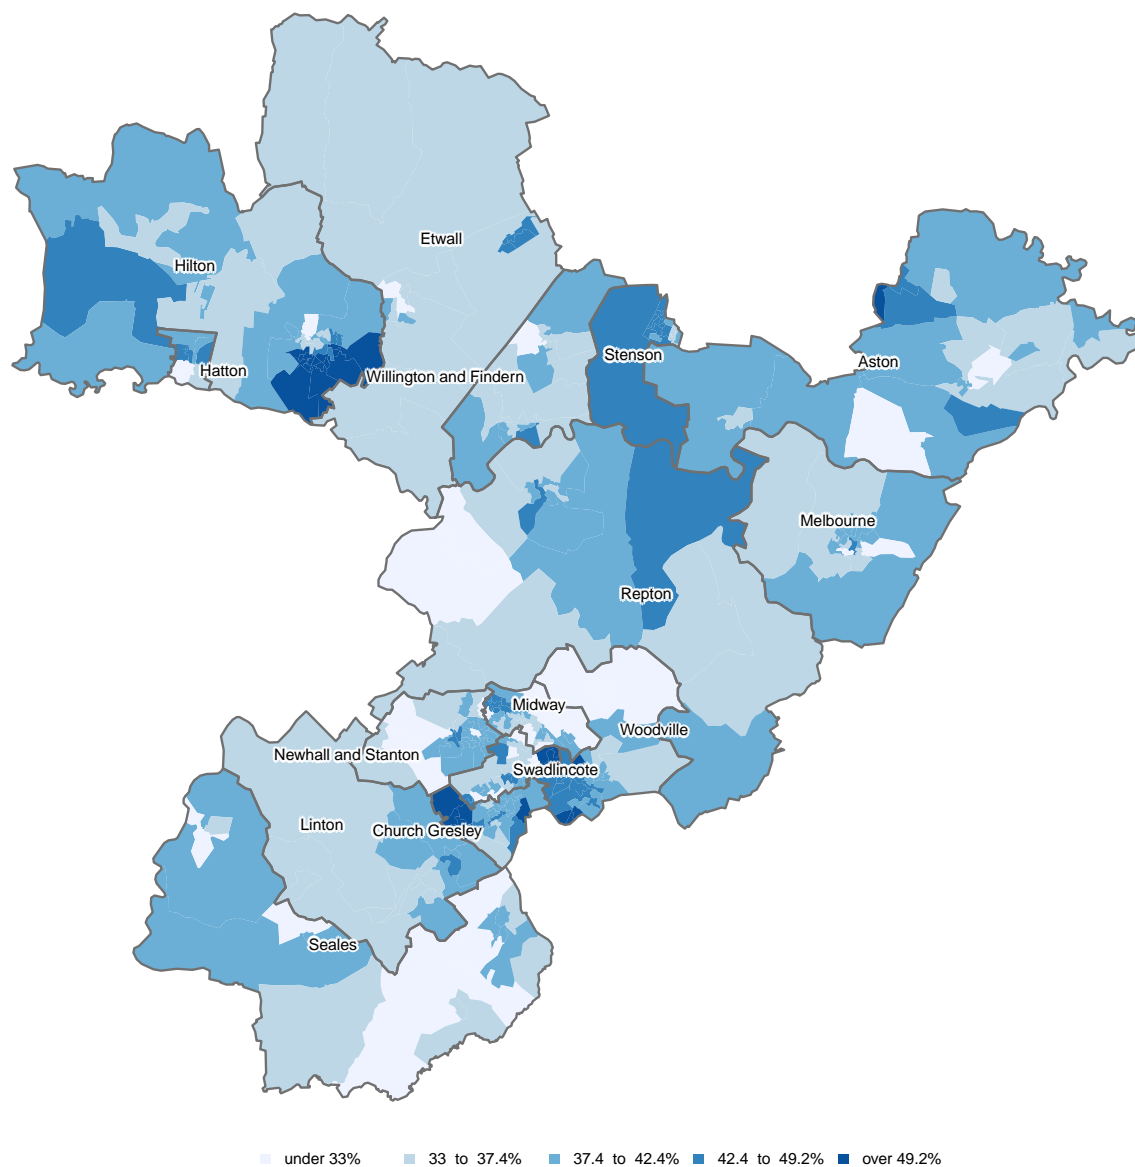 Etwall
Hilton
Stenson
Aston
Hatton
Willington and Findern
Melbourne
Repton
Midway
Woodville
Newhall and Stanton
Swadlincote
Linton
Church Gresley
Seales
under 33% 33 to 37.4% 37.4 to 42.4% 42.4 to 49.2% over 49.2%